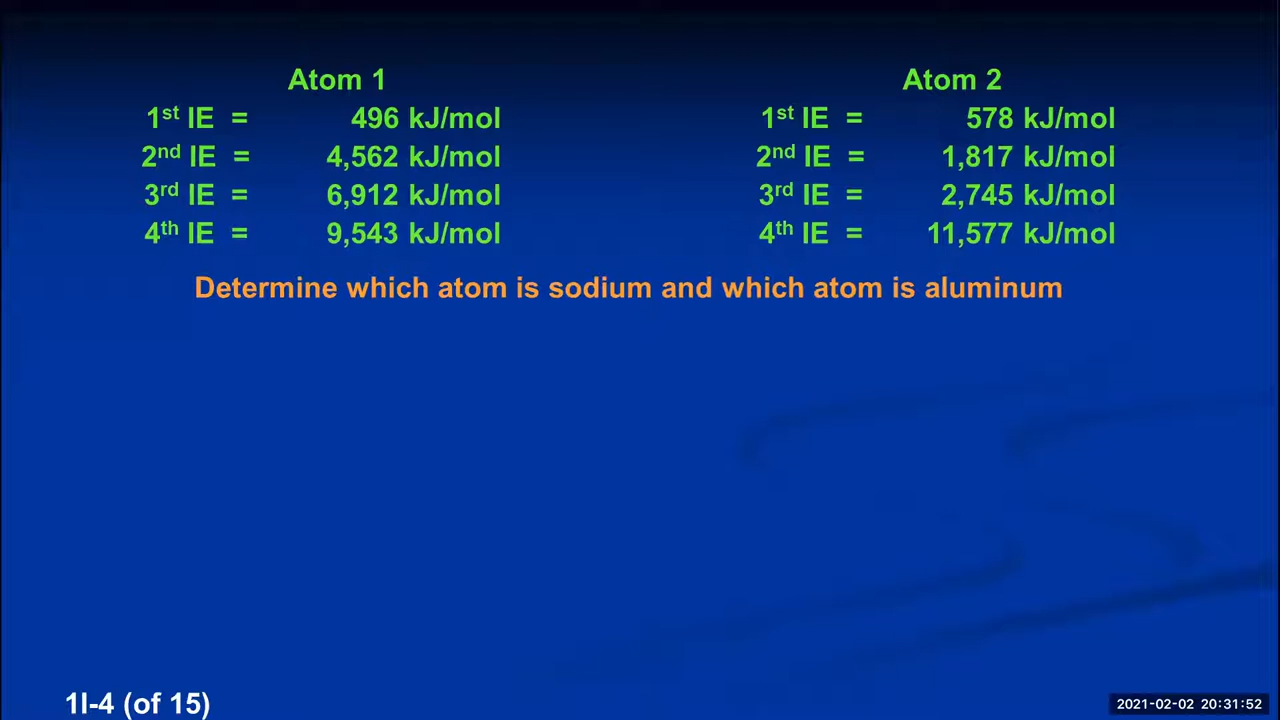 Atom 1
1st IE = 496 kJ/mol
2nd IE = 4,562 kJ/mol
3rd IE = 6,912 kJ/mol
4th IE = 9,543 kJ/mol
Atom 2
1st IE = 578 kJ/mol
2nd IE = 1,817 kJ/mol
3rd IE = 2,745 kJ/mol
4th IE = 11,577 kJ/mol
Determine which atom is sodium and which atom is aluminum
1I-4 (of 15)
2021-02-02 20:31:52